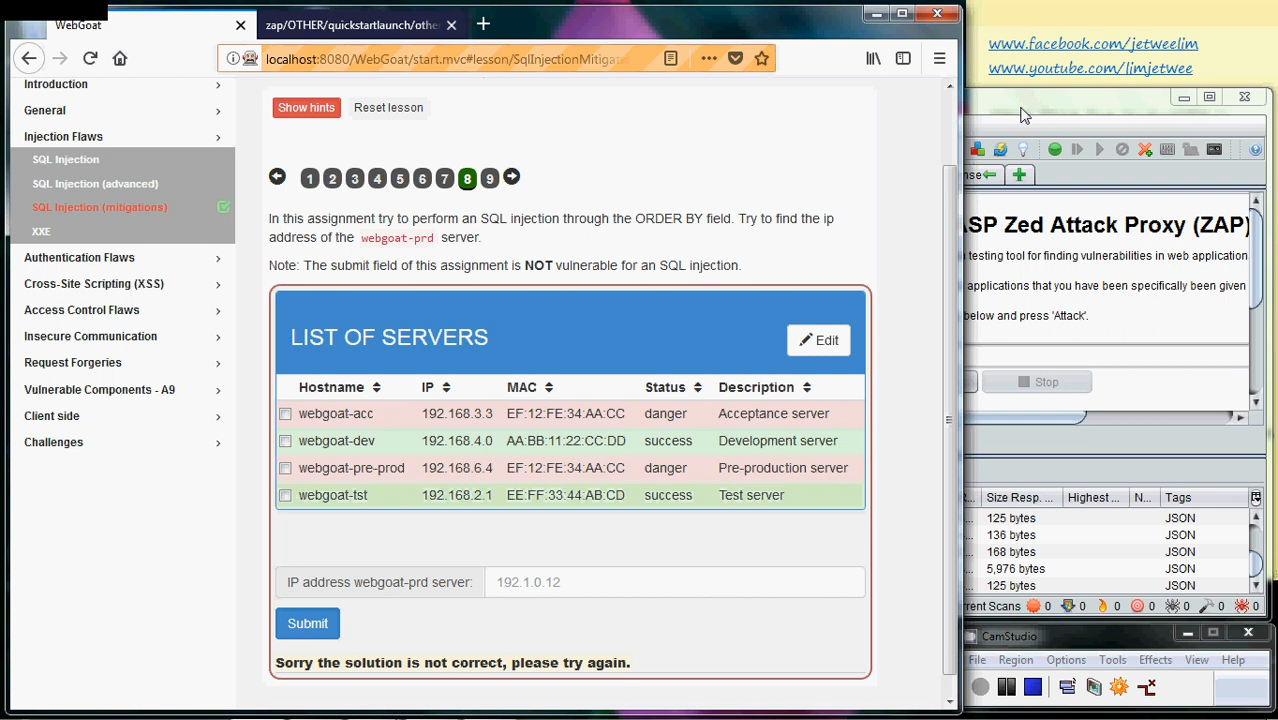 WebGoat
zap/OTHER/quickstartlaunch/othe
localhost:8080/WebGoat/start.mvc#lesson/SqlInjectionMitiga
www.facebook.com/jetweelim
www.youtube.com/limjetwee
Introduction
General
Injection Flaws
SQL Injection
SQL Injection (advanced)
SQL Injection (mitigations)
XXE
Authentication Flaws
Cross-Site Scripting (XSS)
Access Control Flaws
Insecure Communication
Request Forgeries
Vulnerable Components - A9
Client side
Challenges
Show hints Reset lesson
1 2 3 4 5 6 7 8 9
In this assignment try to perform an SQL injection through the ORDER BY field. Try to find the ip
address of the webgoat-prd server.
Note: The submit field of this assignment is NOT vulnerable for an SQL injection.
LIST OF SERVERS
Edit
Hostname IP MAC Status Description
webgoat-acc 192.168.3.3 EF:12:FE:34:AA:CC danger Acceptance server
webgoat-dev 192.168.4.0 AA:BB:11:22:CC:DD success Development server
webgoat-pre-prod 192.168.6.4 EF:12:FE:34:AA:CC danger Pre-production server
webgoat-tst 192.168.2.1 EE:FF:33:44:AB:CD success Test server
IP address webgoat-prd server: 192.1.0.12
Submit
Sorry the solution is not correct, please try again.
nse
ASP Zed Attack Proxy (ZAP)
testing tool for finding vulnerabilities in web application
applications that you have been specifically been given
below and press 'Attack'.
Stop
Size Resp. ... Highest ... N... Tags
125 bytes JSON
136 bytes JSON
168 bytes JSON
5,976 bytes JSON
125 bytes JSON
rent Scans 0 0 0 0 0 0 0
CamStudio
File Region Options Tools Effects View Help